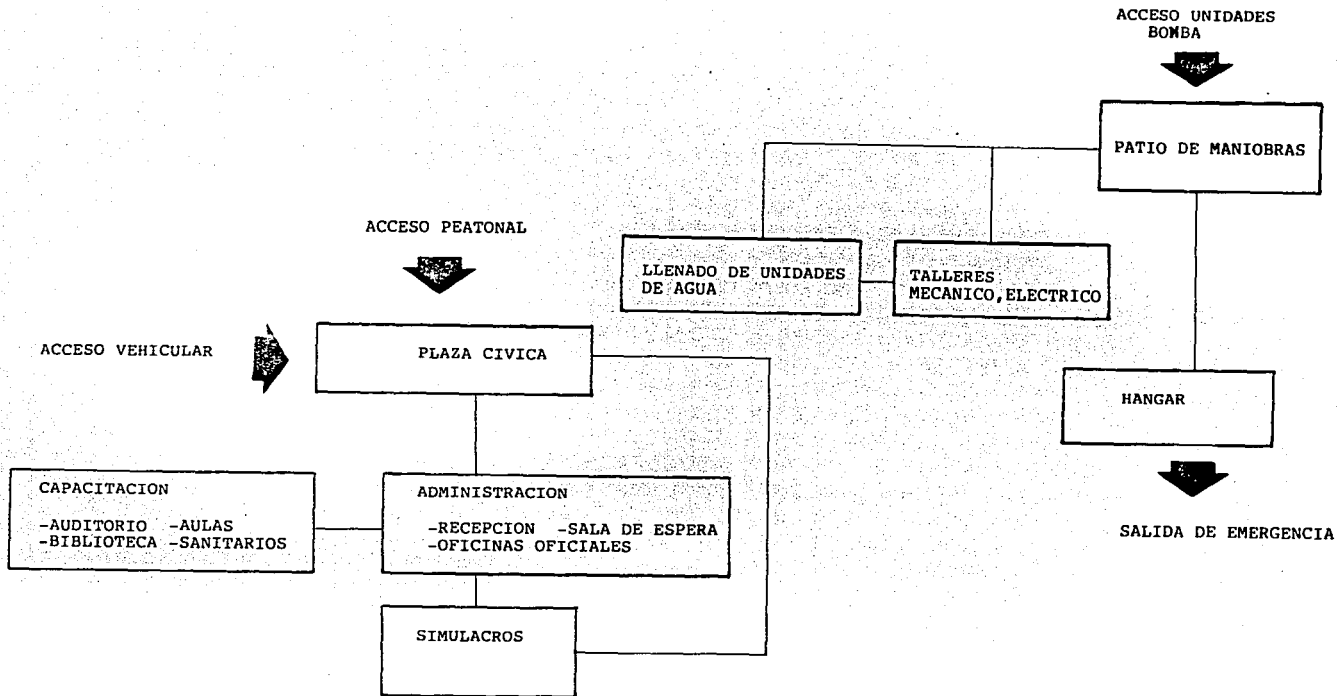 ACCESO UNIDADES
BOMBA
PATIO DE MANIOBRAS
ACCESO PEATONAL
LLENADO DE UNIDADES
DE AGUA
TALLERES
MECANICO,ELECTRICO
ACCESO VEHICULAR
PLAZA CIVICA
HANGAR
CAPACITACION
-AUDITORIO -AULAS
-BIBLIOTECA -SANITARIOS
ADMINISTRACION
-RECEPCION -SALA DE ESPERA
-OFICINAS OFICIALES
SALIDA DE EMERGENCIA
SIMULACROS